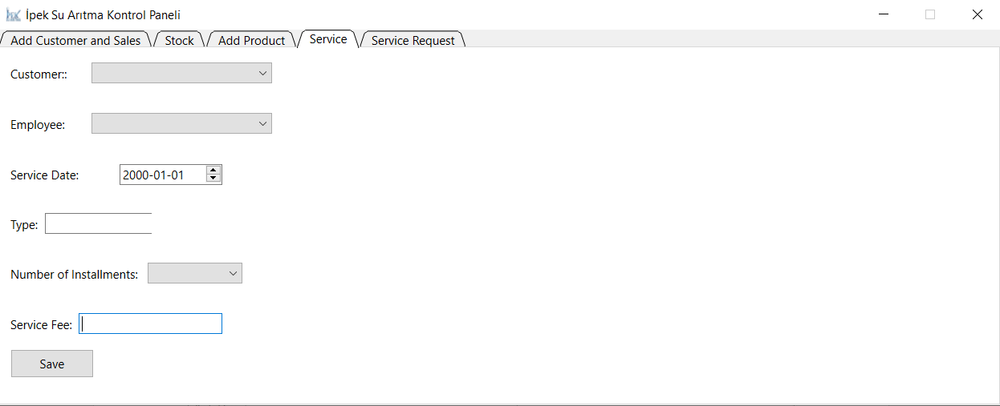 İpek Su Arıtma Kontrol Paneli
Add Customer and Sales Stock Add Product Service Service Request
Customer::
Employee:
Service Date: 2000-01-01
Type:
Number of Installments:
Service Fee:
Save